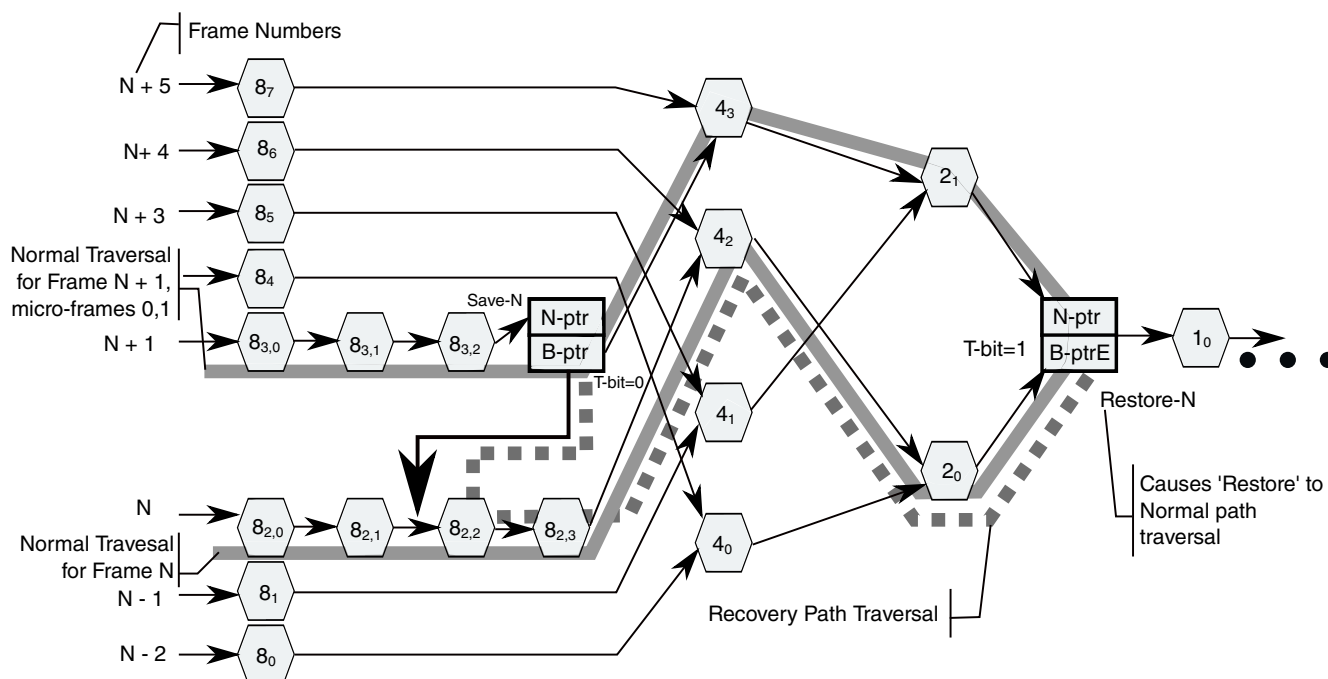 Frame Numbers
N + 5
8₇
4₃
N+ 4
8₆
2₁
N + 3
8₅
4₂
Normal Traversal
for Frame N + 1,
micro-frames 0,1
8₄
Save-N
N-ptr
N-ptr
N + 1
8₃,₀
8₃,₁
8₃,₂
B-ptr
T-bit=1
B-ptrE
1₀
T-bit=0
Restore-N
4₁
2₀
Causes 'Restore' to
Normal path
traversal
N
8₂,₀
8₂,₁
8₂,₂
8₂,₃
4₀
Normal Travesal
for Frame N
N - 1
8₁
Recovery Path Traversal
N - 2
8₀